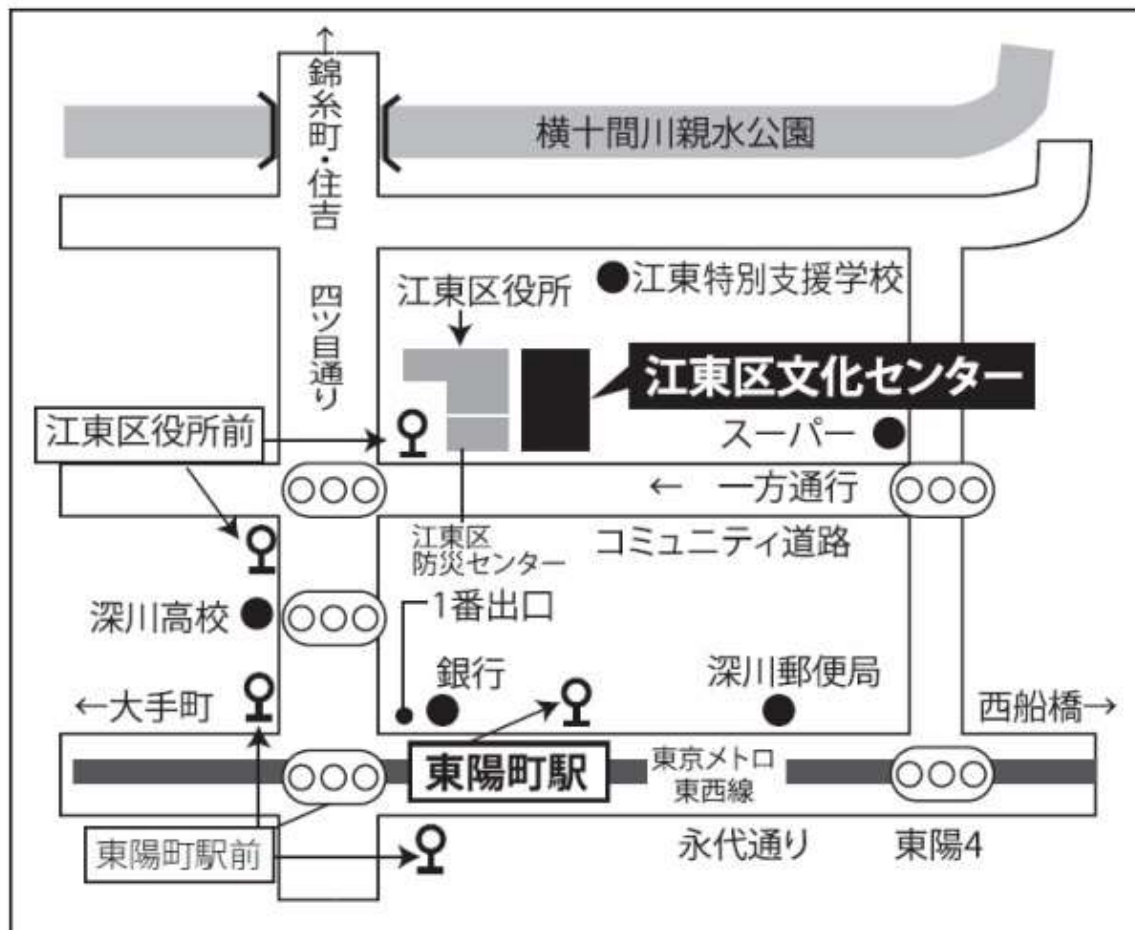 ↑錦糸町・住吉
横十間川親水公園
四ツ目通り
江東区役所
江東特別支援学校
江東区文化センター
江東区役所前
スーパー
← 一方通行
江東区
防災センター
コミュニティ道路
深川高校
1番出口
銀行
深川郵便局
←大手町
西船橋→
東陽町駅
東京メトロ
東西線
東陽町駅前
永代通り
東陽4